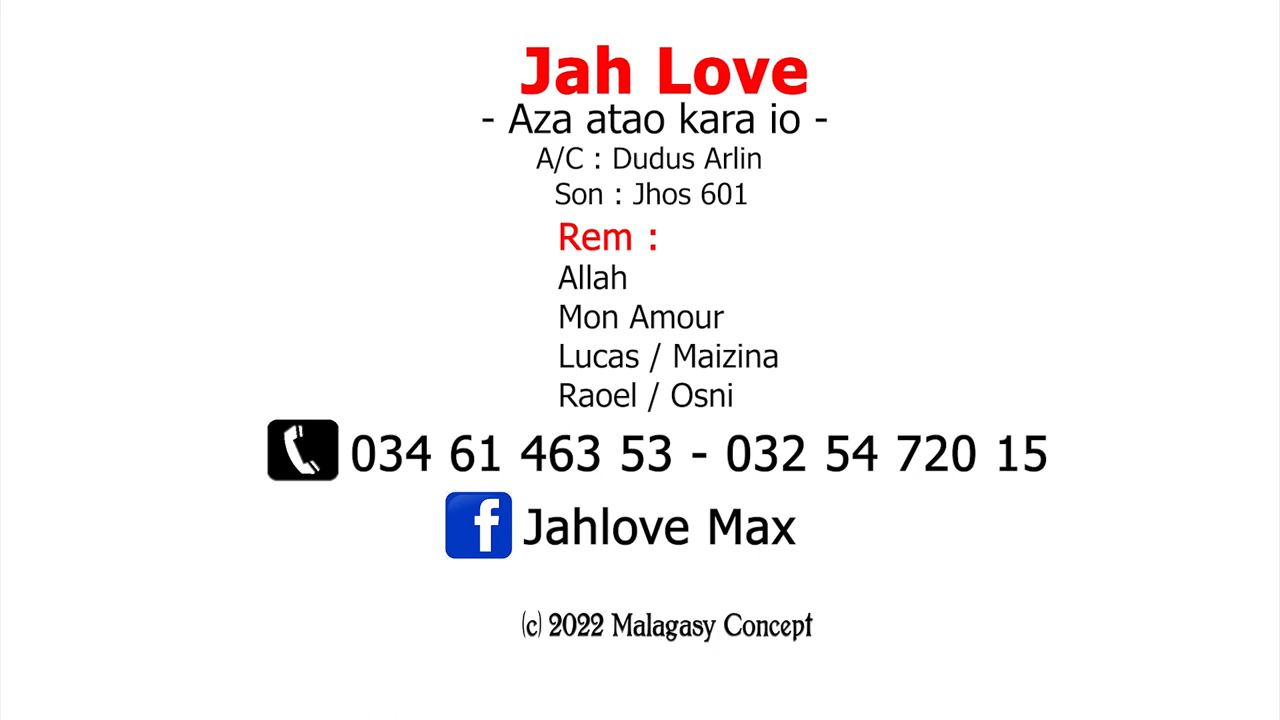 Jah Love
- Aza atao kara io -
A/C : Dudus Arlin
Son : Jhos 601
Rem :
Allah
Mon Amour
Lucas / Maizina
Raoel / Osni
034 61 463 53 - 032 54 720 15
f Jahlove Max
(c) 2022 Malagasy Concept